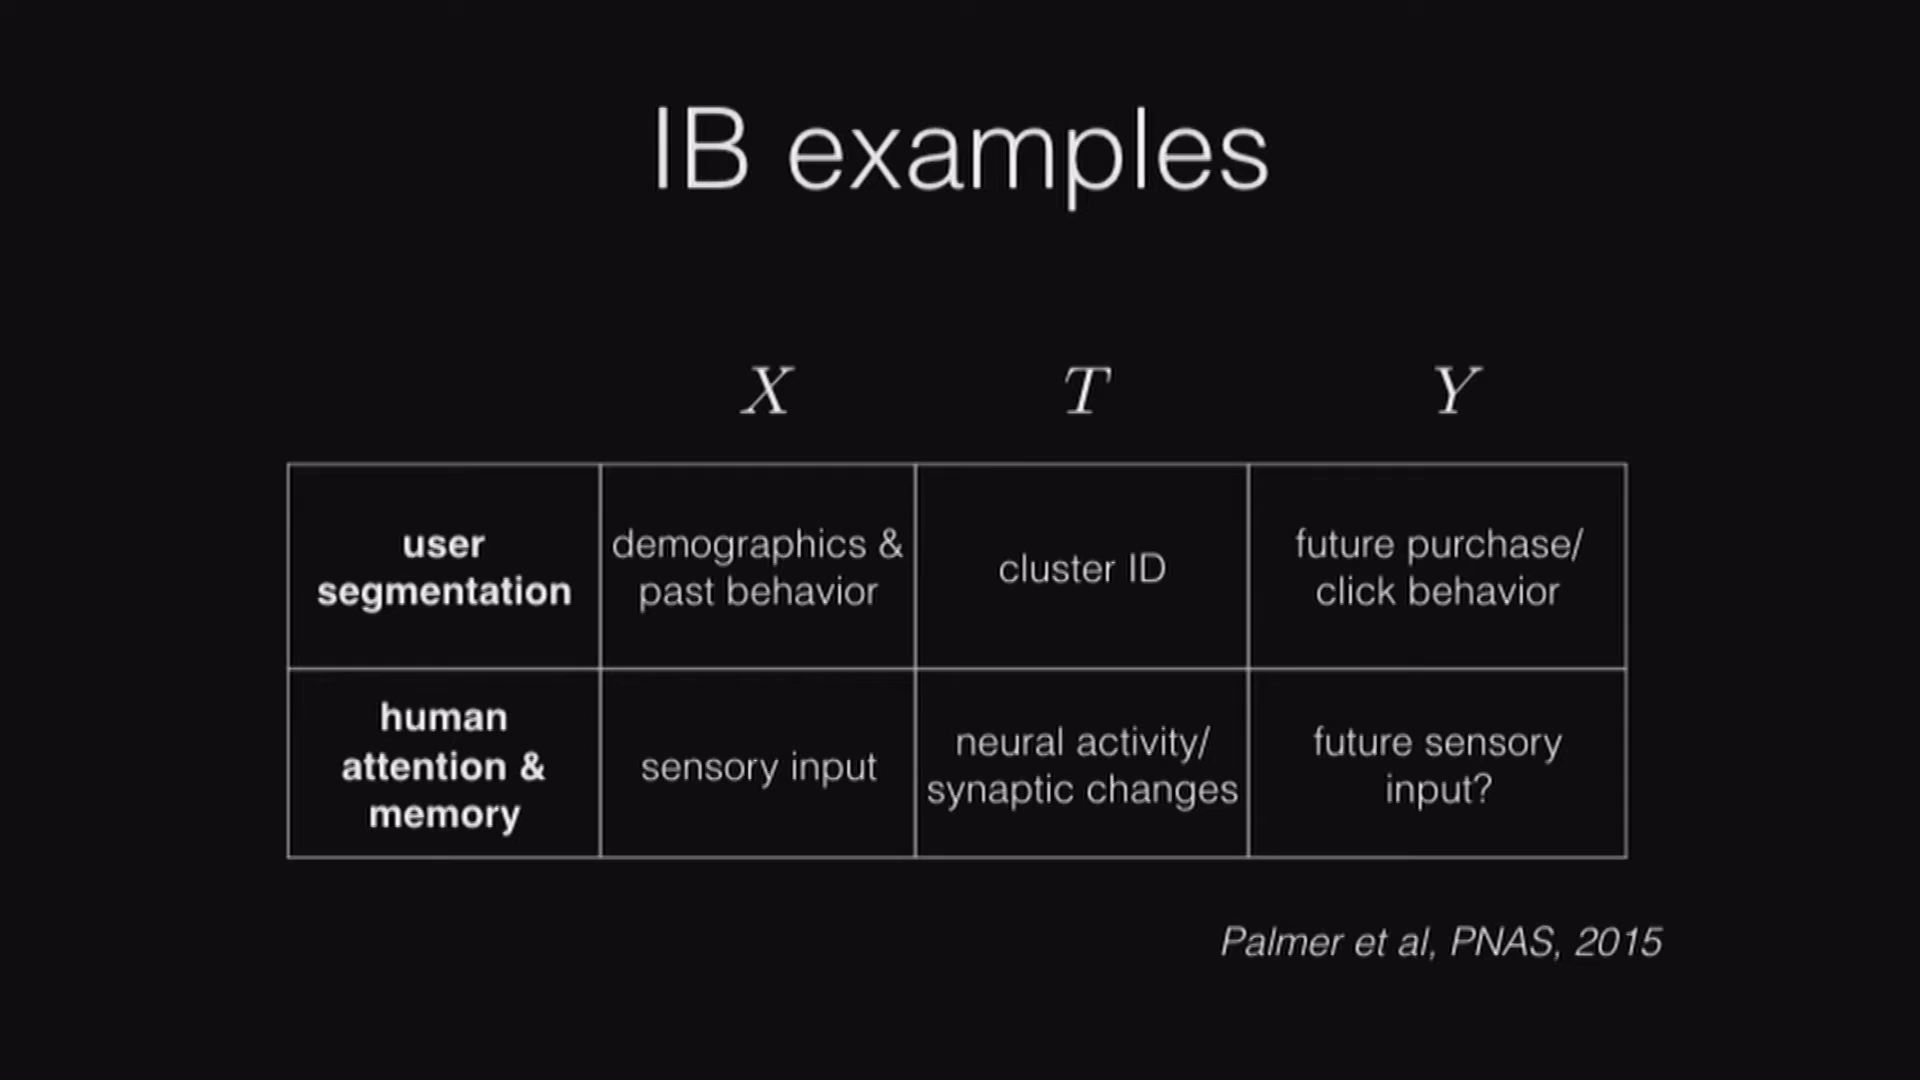 IB examples
X T Y
user
segmentation
demographics &
past behavior
cluster ID
future purchase/
click behavior
human
attention &
memory
sensory input
neural activity/
synaptic changes
future sensory
input?
Palmer et al, PNAS, 2015